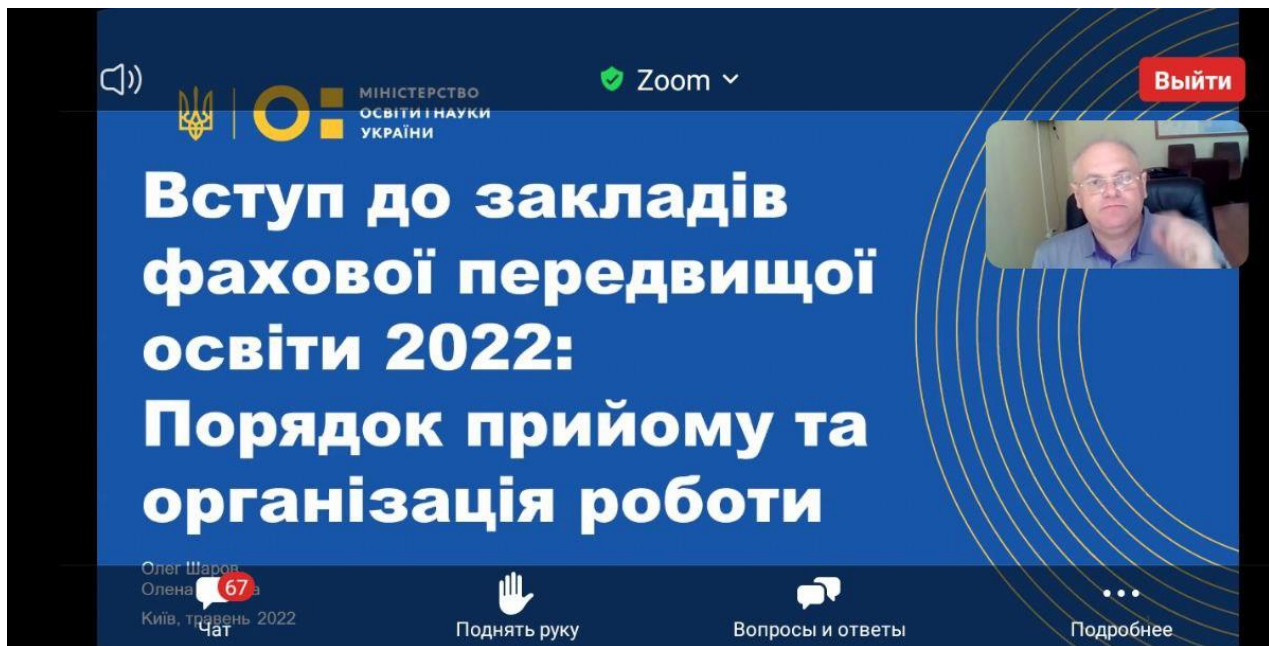 Zoom
Выйти
МІНІСТЕРСТВО
ОСВІТИ І НАУКИ
УКРАЇНИ
Вступ до закладів
фахової передвищої
освіти 2022:
Порядок прийому та
організація роботи
Олег Шаров
Олена
Київ, травень 2022
67
Чат
Поднять руку
Вопросы и ответы
Подробнее